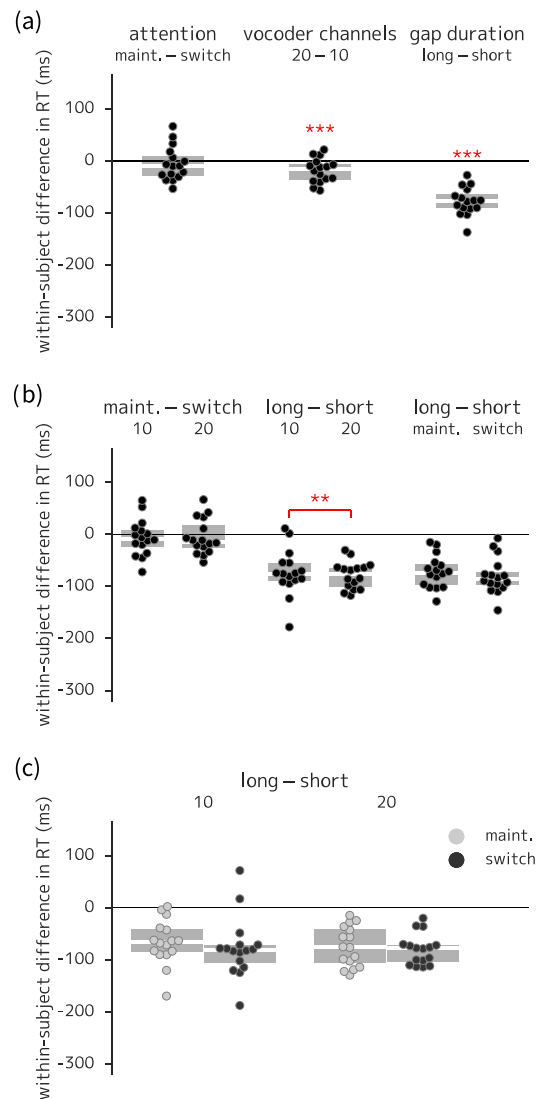 (a)
attention vocoder channels gap duration
maint. – switch 20 – 10 long – short
within-subject difference in RT (ms)
100
0
-100
-200
-300
***
***
(b)
maint. – switch long – short long – short
10 20 10 20 maint. switch
within-subject difference in RT (ms)
100
0
-100
-200
-300
**
(c)
long – short
10 20
within-subject difference in RT (ms)
100
0
-100
-200
-300
maint.
switch